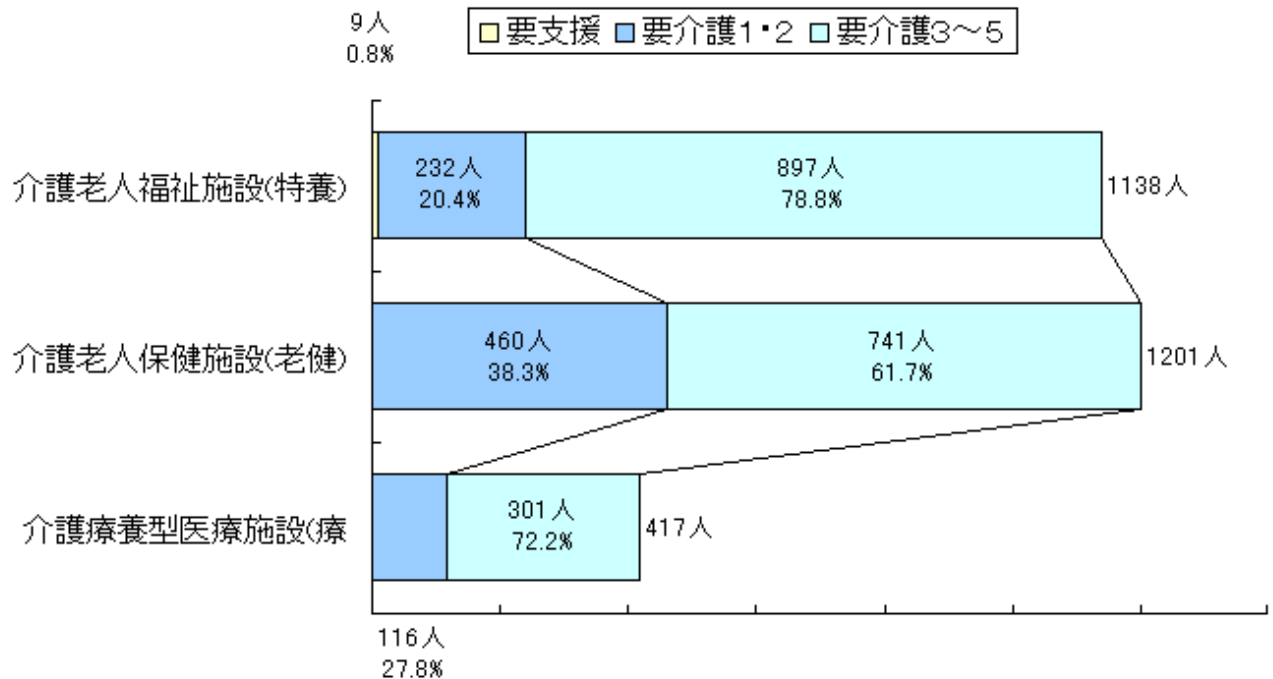 9人
0.8%
要支援 要介護1・2 要介護3～5
介護老人福祉施設(特養)
232人
20.4%
897人
78.8%
1138人
介護老人保健施設(老健)
460人
38.3%
741人
61.7%
1201人
介護療養型医療施設(療
301人
72.2%
417人
116人
27.8%